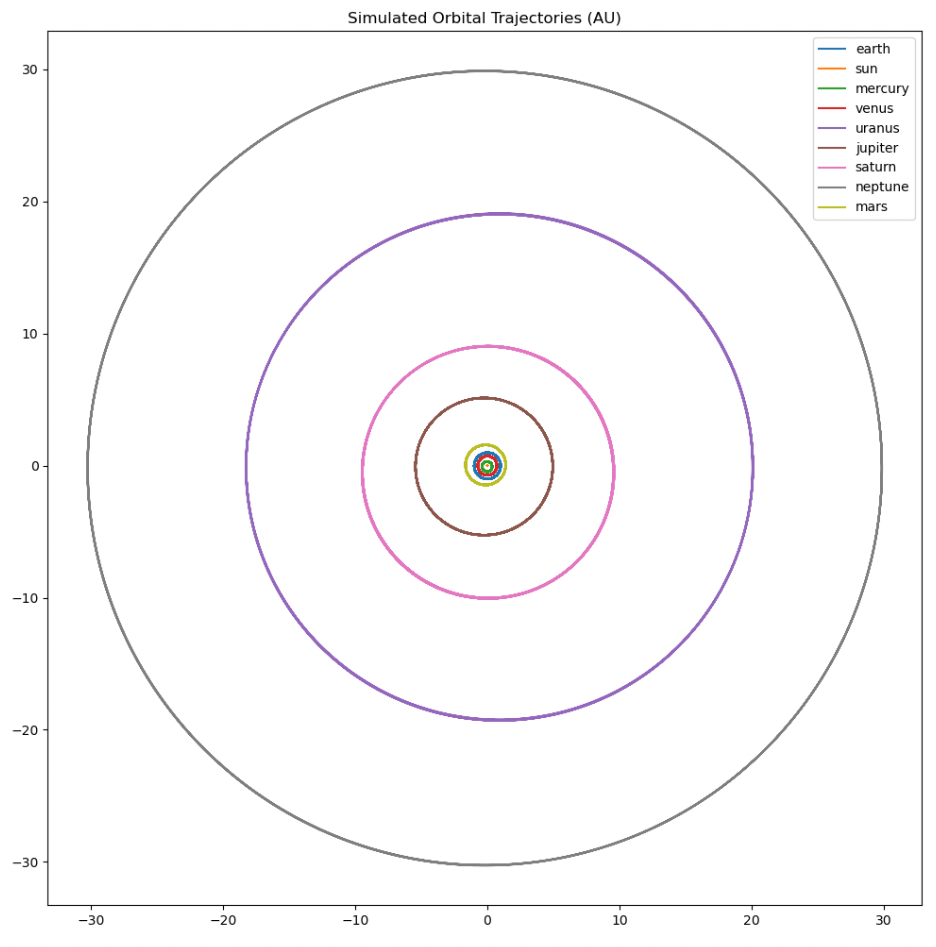 Simulated Orbital Trajectories (AU)
earth
sun
mercury
venus
uranus
jupiter
saturn
neptune
mars
30
20
10
0
−10
−20
−30
−30
−20
−10
0
10
20
30